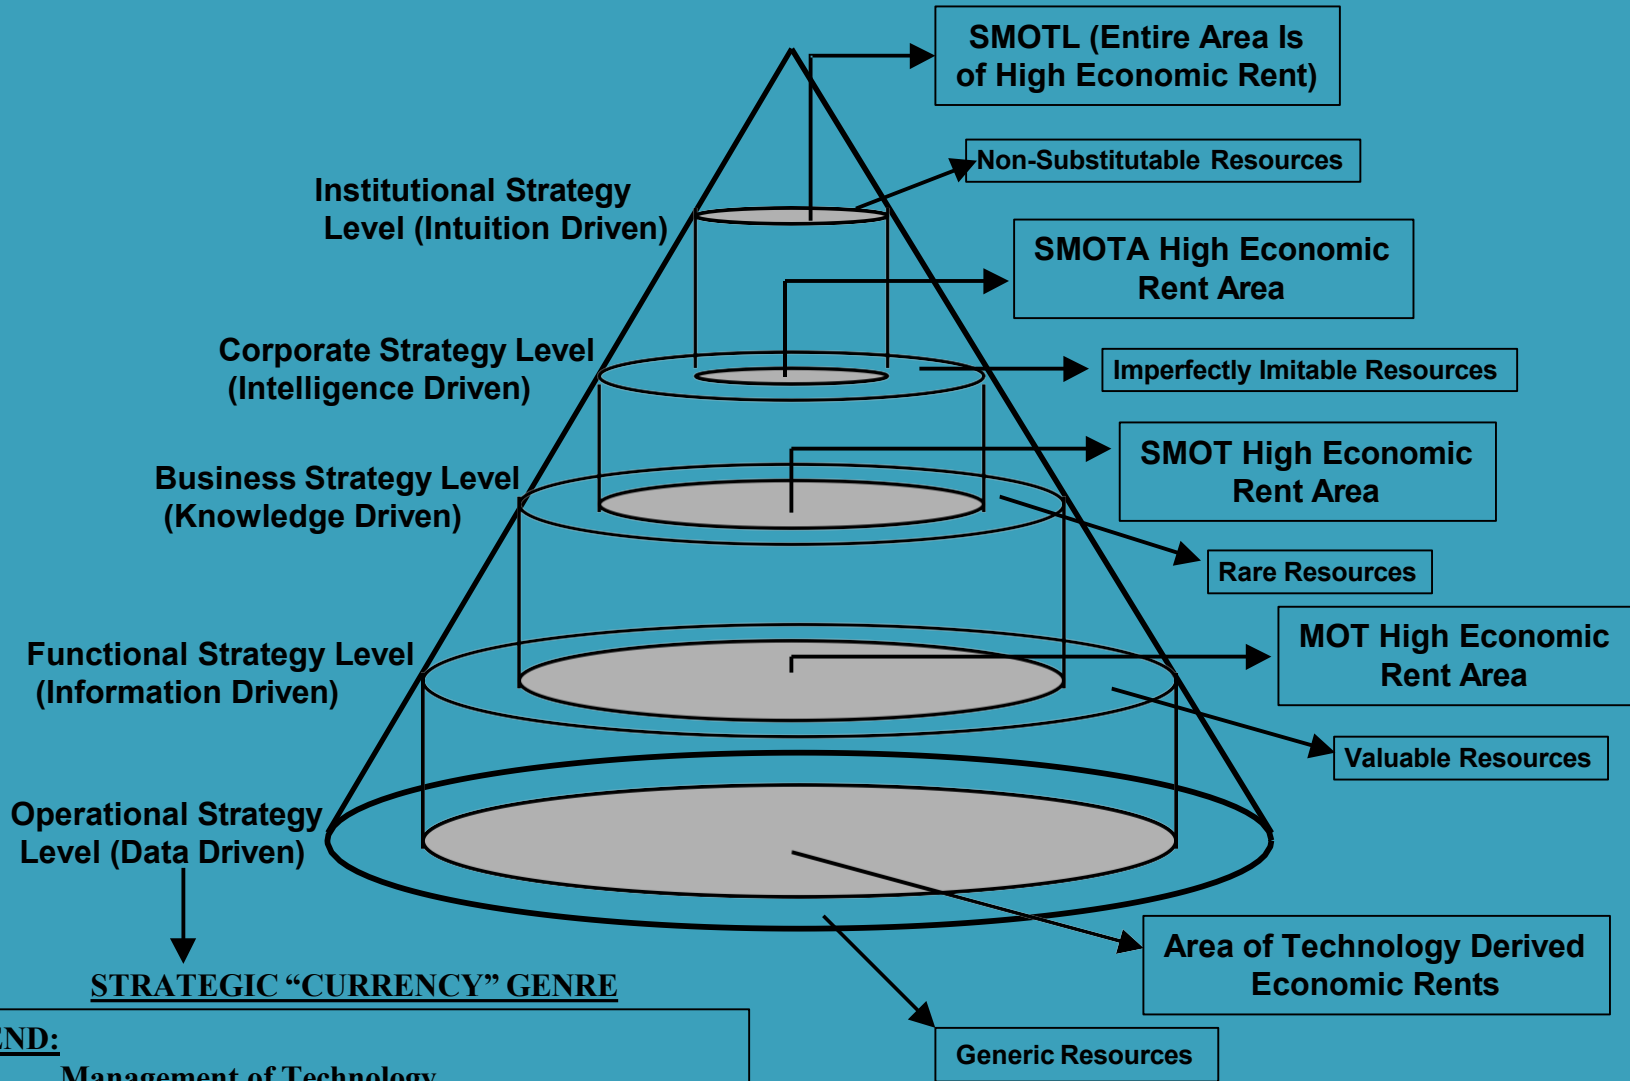 SMOTL (Entire Area Is
of High Economic Rent)
Non-Substitutable Resources
Institutional Strategy
Level (Intuition Driven)
SMOTA High Economic
Rent Area
Corporate Strategy Level
(Intelligence Driven)
Imperfectly Imitable Resources
SMOT High Economic
Rent Area
Business Strategy Level
(Knowledge Driven)
Rare Resources
MOT High Economic
Rent Area
Functional Strategy Level
(Information Driven)
Valuable Resources
Operational Strategy
Level (Data Driven)
Area of Technology Derived
Economic Rents
STRATEGIC “CURRENCY” GENRE
Generic Resources
END:
Management of Technology